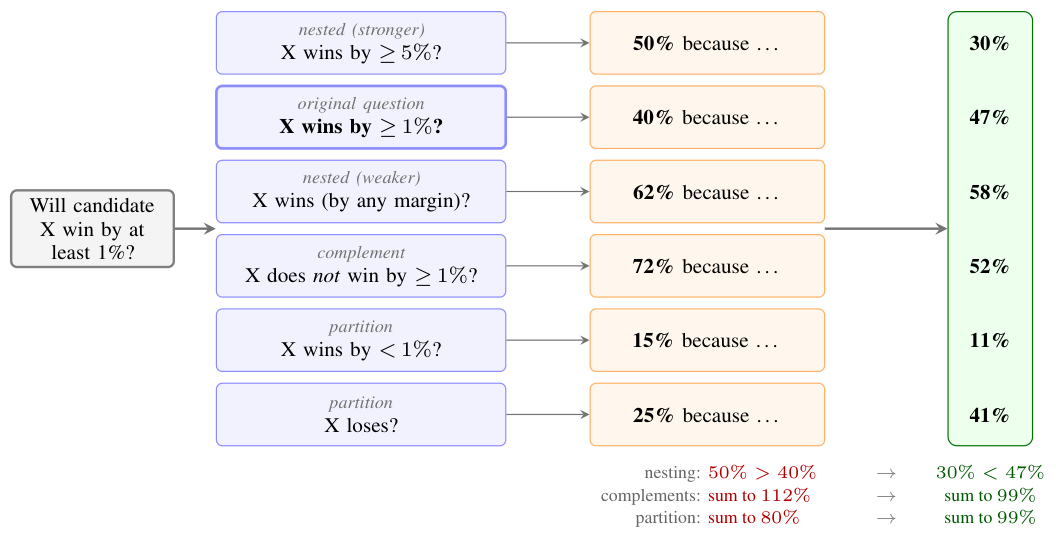 Will candidate
X win by at
least 1%?
nested (stronger)
X wins by ≥ 5%?
original question
X wins by ≥ 1%?
nested (weaker)
X wins (by any margin)?
complement
X does not win by ≥ 1%?
partition
X wins by < 1%?
partition
X loses?
50% because ...
40% because ...
62% because ...
72% because ...
15% because ...
25% because ...
30%
47%
58%
52%
11%
41%
nesting: 50% > 40% → 30% < 47%
complements: sum to 112% → sum to 99%
partition: sum to 80% → sum to 99%